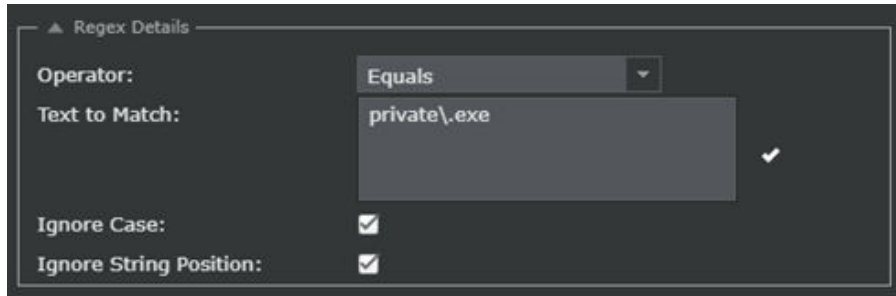 Regex Details
Operator: Equals
Text to Match: private\.exe
Ignore Case:
Ignore String Position: